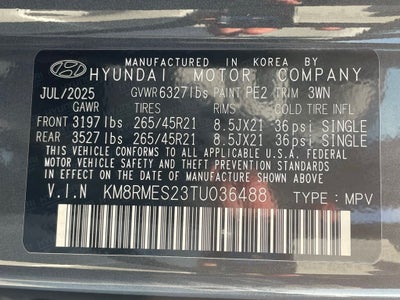 MANUFACTURED IN KOREA BY
HYUNDAI MOTOR COMPANY
JUL/2025 GVWR 6327lbs PAINT PE2 TRIM 3WN
GAWR TIRES RIMS COLD TIRE INFL
FRONT 3197lbs 265/45R21 8.5JX21 36psi SINGLE
REAR 3527lbs 265/45R21 8.5JX21 36psi SINGLE
THIS VEHICLE CONFORMS TO ALL APPLICABLE U.S.A. FEDERAL
MOTOR VEHICLE SAFETY, BUMPER, AND THEFT PREVENTION STANDARDS
IN EFFECT ON THE DATE OF MANUFACTURE SHOWN ABOVE.
V.I.N KM8RMES23TU036488 TYPE: MPV